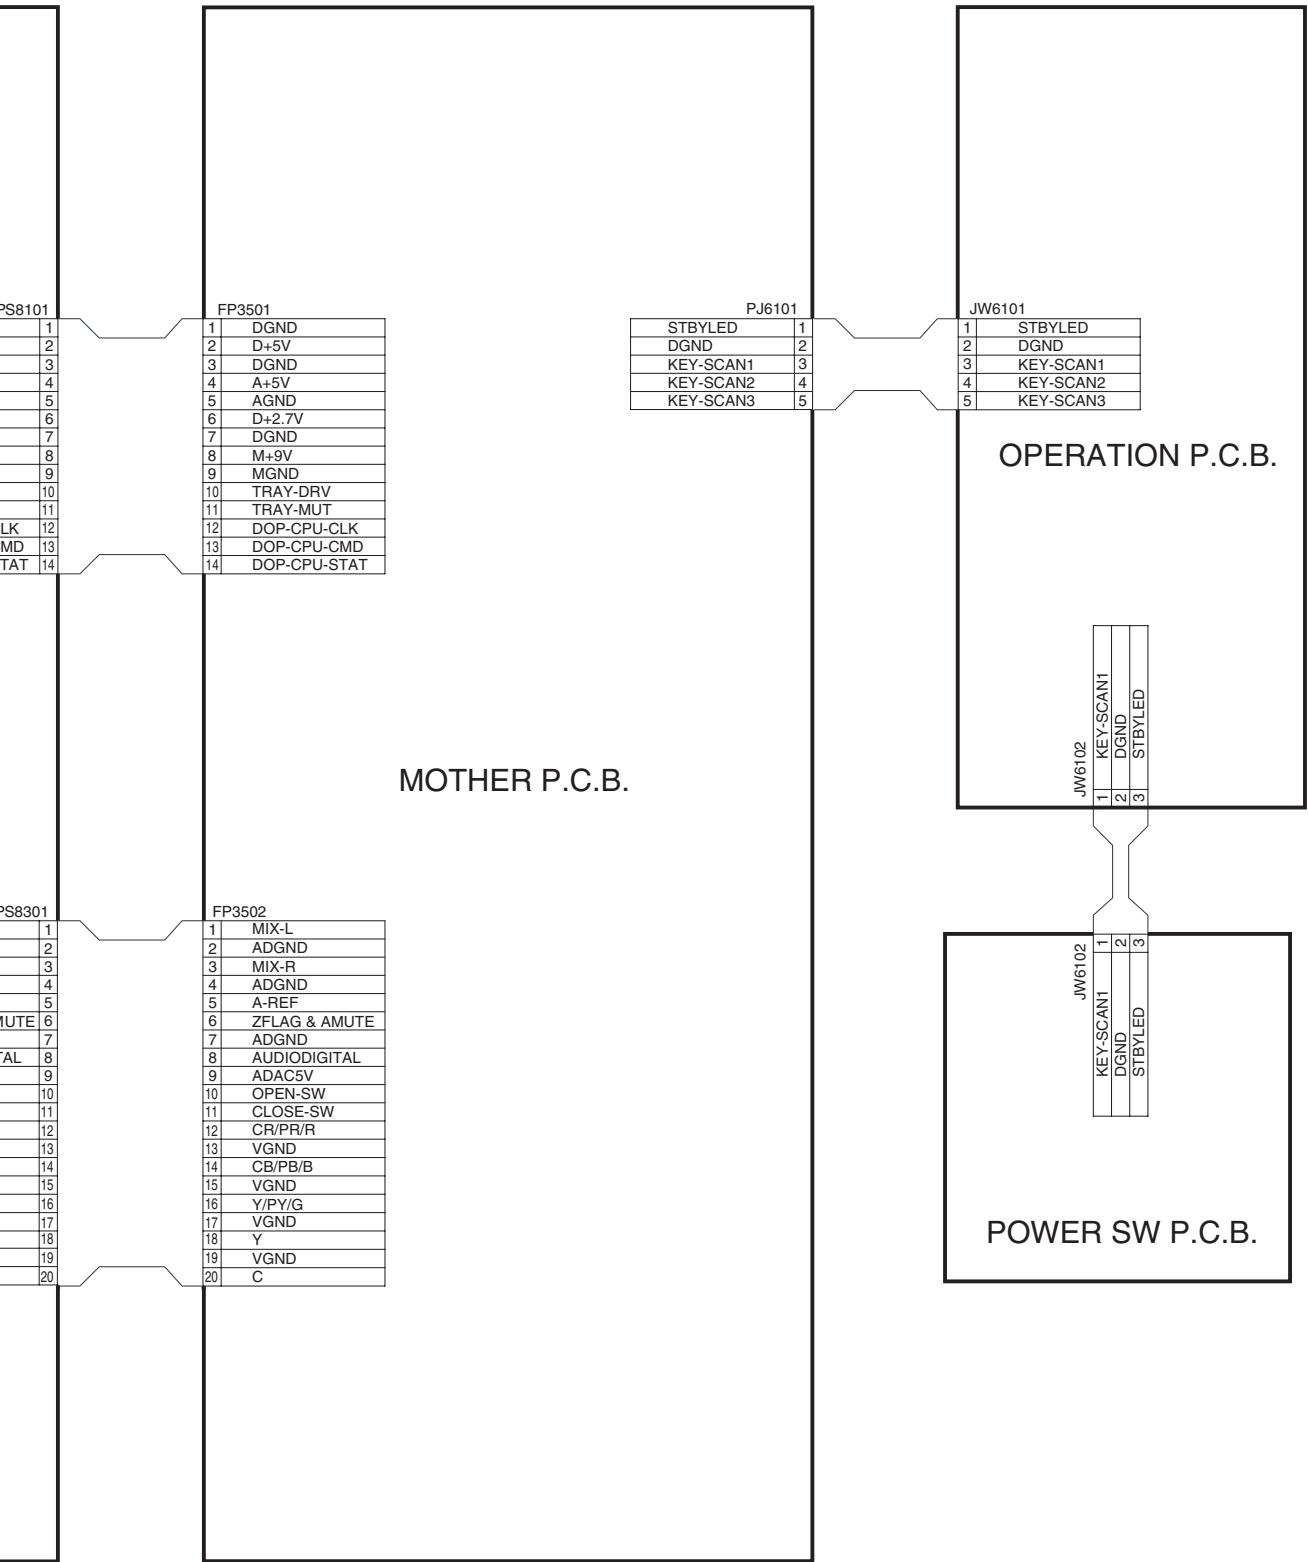 PS8101
1
2
3
4
5
6
7
8
9
10
11
LK 12
MD 13
TAT 14
FP3501
1 DGND
2 D+5V
3 DGND
4 A+5V
5 AGND
6 D+2.7V
7 DGND
8 M+9V
9 MGND
10 TRAY-DRV
11 TRAY-MUT
12 DOP-CPU-CLK
13 DOP-CPU-CMD
14 DOP-CPU-STAT
PJ6101
STBYLED 1
DGND 2
KEY-SCAN1 3
KEY-SCAN2 4
KEY-SCAN3 5
JW6101
1 STBYLED
2 DGND
3 KEY-SCAN1
4 KEY-SCAN2
5 KEY-SCAN3
OPERATION P.C.B.
JW6102
1 KEY-SCAN1
2 DGND
3 STBYLED
MOTHER P.C.B.
PS8301
1
2
3
4
5
MUTE 6
7
TAL 8
9
10
11
12
13
14
15
16
17
18
19
20
FP3502
1 MIX-L
2 ADGND
3 MIX-R
4 ADGND
5 A-REF
6 ZFLAG & AMUTE
7 ADGND
8 AUDIODIGITAL
9 ADAC5V
10 OPEN-SW
11 CLOSE-SW
12 CR/PR/R
13 VGND
14 CB/PB/B
15 VGND
16 Y/PY/G
17 VGND
18 Y
19 VGND
20 C
JW6102
KEY-SCAN1 1
DGND 2
STBYLED 3
POWER SW P.C.B.